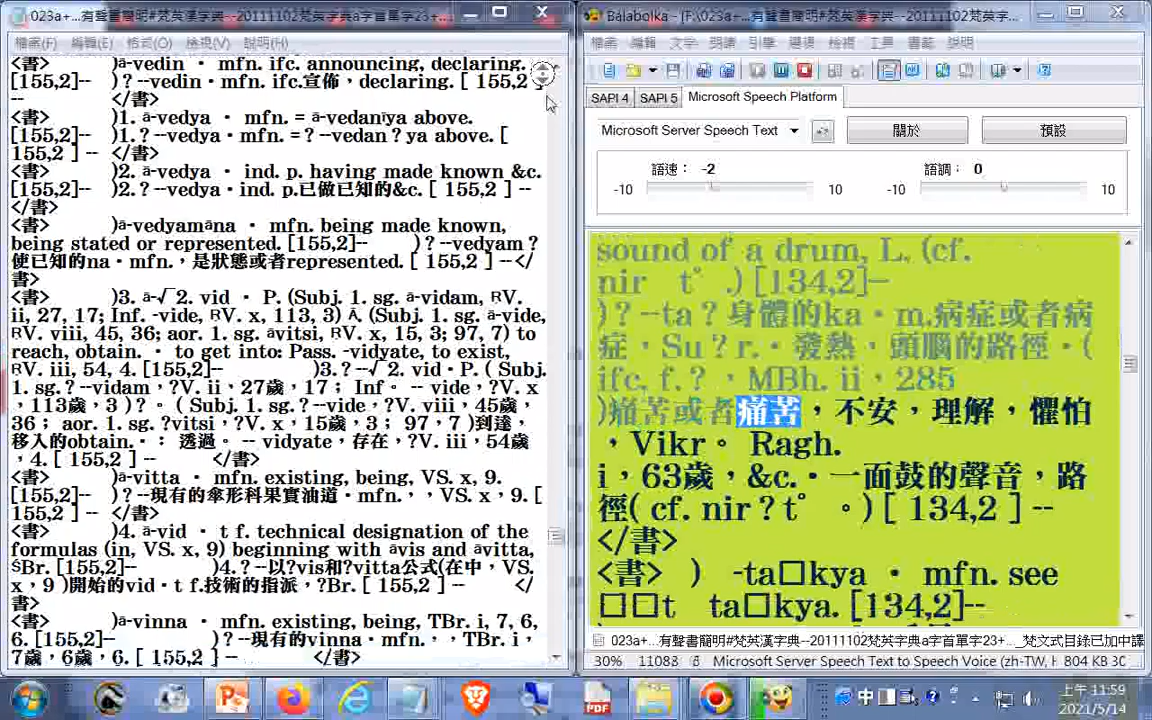 023a+...有聲書簡明#梵英漢字典--20111102梵英字典a字首單字23+...
檔案(F) 編輯(E) 格式(O) 檢視(V) 說明(H)
<書> )ā-vedin • mfn. ifc. announcing, declaring.
[155,2]-- )? --vedin • mfn. ifc.宣佈，declaring. [ 155,2 ]
-- </書>
<書> )1. ā-vedya • mfn. = ā-vedanīya above.
[155,2]-- )1.? --vedya • mfn. =? --vedan？ya above. [
155,2 ] -- </書>
<書> )2. ā-vedya • ind. p. having made known &c.
[155,2]-- )2.? --vedya • ind. p.已做已知的&c. [ 155,2 ] --
</書>
<書> )ā-vedyamāna • mfn. being made known,
being stated or represented. [155,2]-- )? --vedyam？
使已知的na • mfn.，是狀態或者represented. [ 155,2 ] --</
書>
<書> )3. ā-√2. vid • P. (Subj. 1. sg. ā-vidam, ṚV.
ii, 27, 17; Inf. -vide, ṚV. x, 113, 3) Ā. (Subj. 1. sg. ā-vide,
ṚV. viii, 45, 36; aor. 1. sg. āvitsi, ṚV. x, 15, 3; 97, 7) to
reach, obtain. • to get into: Pass. -vidyate, to exist,
ṚV. iii, 54, 4. [155,2]-- )3.? --√ 2. vid • P. ( Subj.
1. sg.? --vidam，?V. ii，27歲，17；Inf。-- vide，?V. x
，113歲，3 )？。( Subj. 1. sg.? --vide，?V. viii，45歲，
36；aor. 1. sg. ?vitsi，?V. x，15歲，3；97，7 )到達，
移入的obtain. •：透過。-- vidyate，存在，?V. iii，54歲
，4. [ 155,2 ] </書>
<書> )ā-vitta • mfn. existing, being, VS. x, 9.
[155,2]-- )? --現有的傘形科果實油道 • mfn.，，VS. x，9. [
155,2 ] -- </書>
<書> )4. ā-vid • t f. technical designation of the
formulas (in, VS. x, 9) beginning with āvis and āvitta,
ŚBr. [155,2]-- )4.? --以?vis和?vitta公式(在中，VS.
x，9 )開始的vid • t f.技術的指派，?Br. [ 155,2 ] </
書>
<書> )ā-vinna • mfn. existing, being, TBr. i, 7, 6,
6. [155,2]-- )? --現有的vinna • mfn.，，TBr. i，
7歲，6歲，6. [ 155,2 ] </書>
Balabolka - [F:\023a+...有聲書簡明#梵英漢字典--20111102梵英字...
檔案 編輯 文字 朗讀 引擎 選項 檢視 工具 書籤 說明
SAPI 4 SAPI 5 Microsoft Speech Platform
Microsoft Server Speech Text 關於 預設
語速： -2 語調： 0
-10 10 -10 10
sound of a drum, L. (cf.
nir t° .) [134,2]--
)? --ta？身體的ka • m.病症或者病
症，Su？r. • 發熱，頭腦的路徑 • (
ifc. f.?，MBh. ii，285
)痛苦或者痛苦，不安，理解，懼怕
，Vikr。 Ragh.
i，63歲，&c. • 一面鼓的聲音，路
徑( cf. nir？t° 。) [ 134,2 ] --
</書>
<書> ) -ta□kya • mfn. see
□□t ta□kya. [134,2]--
023a+...有聲書簡明#梵英漢字典--20111102梵英字典a字首單字23+..._梵文式目錄已加中譯
30% 11088 Microsoft Server Speech Text to Speech Voice (zh-TW, H 804 KB
中
上午 11:59
2021/5/14